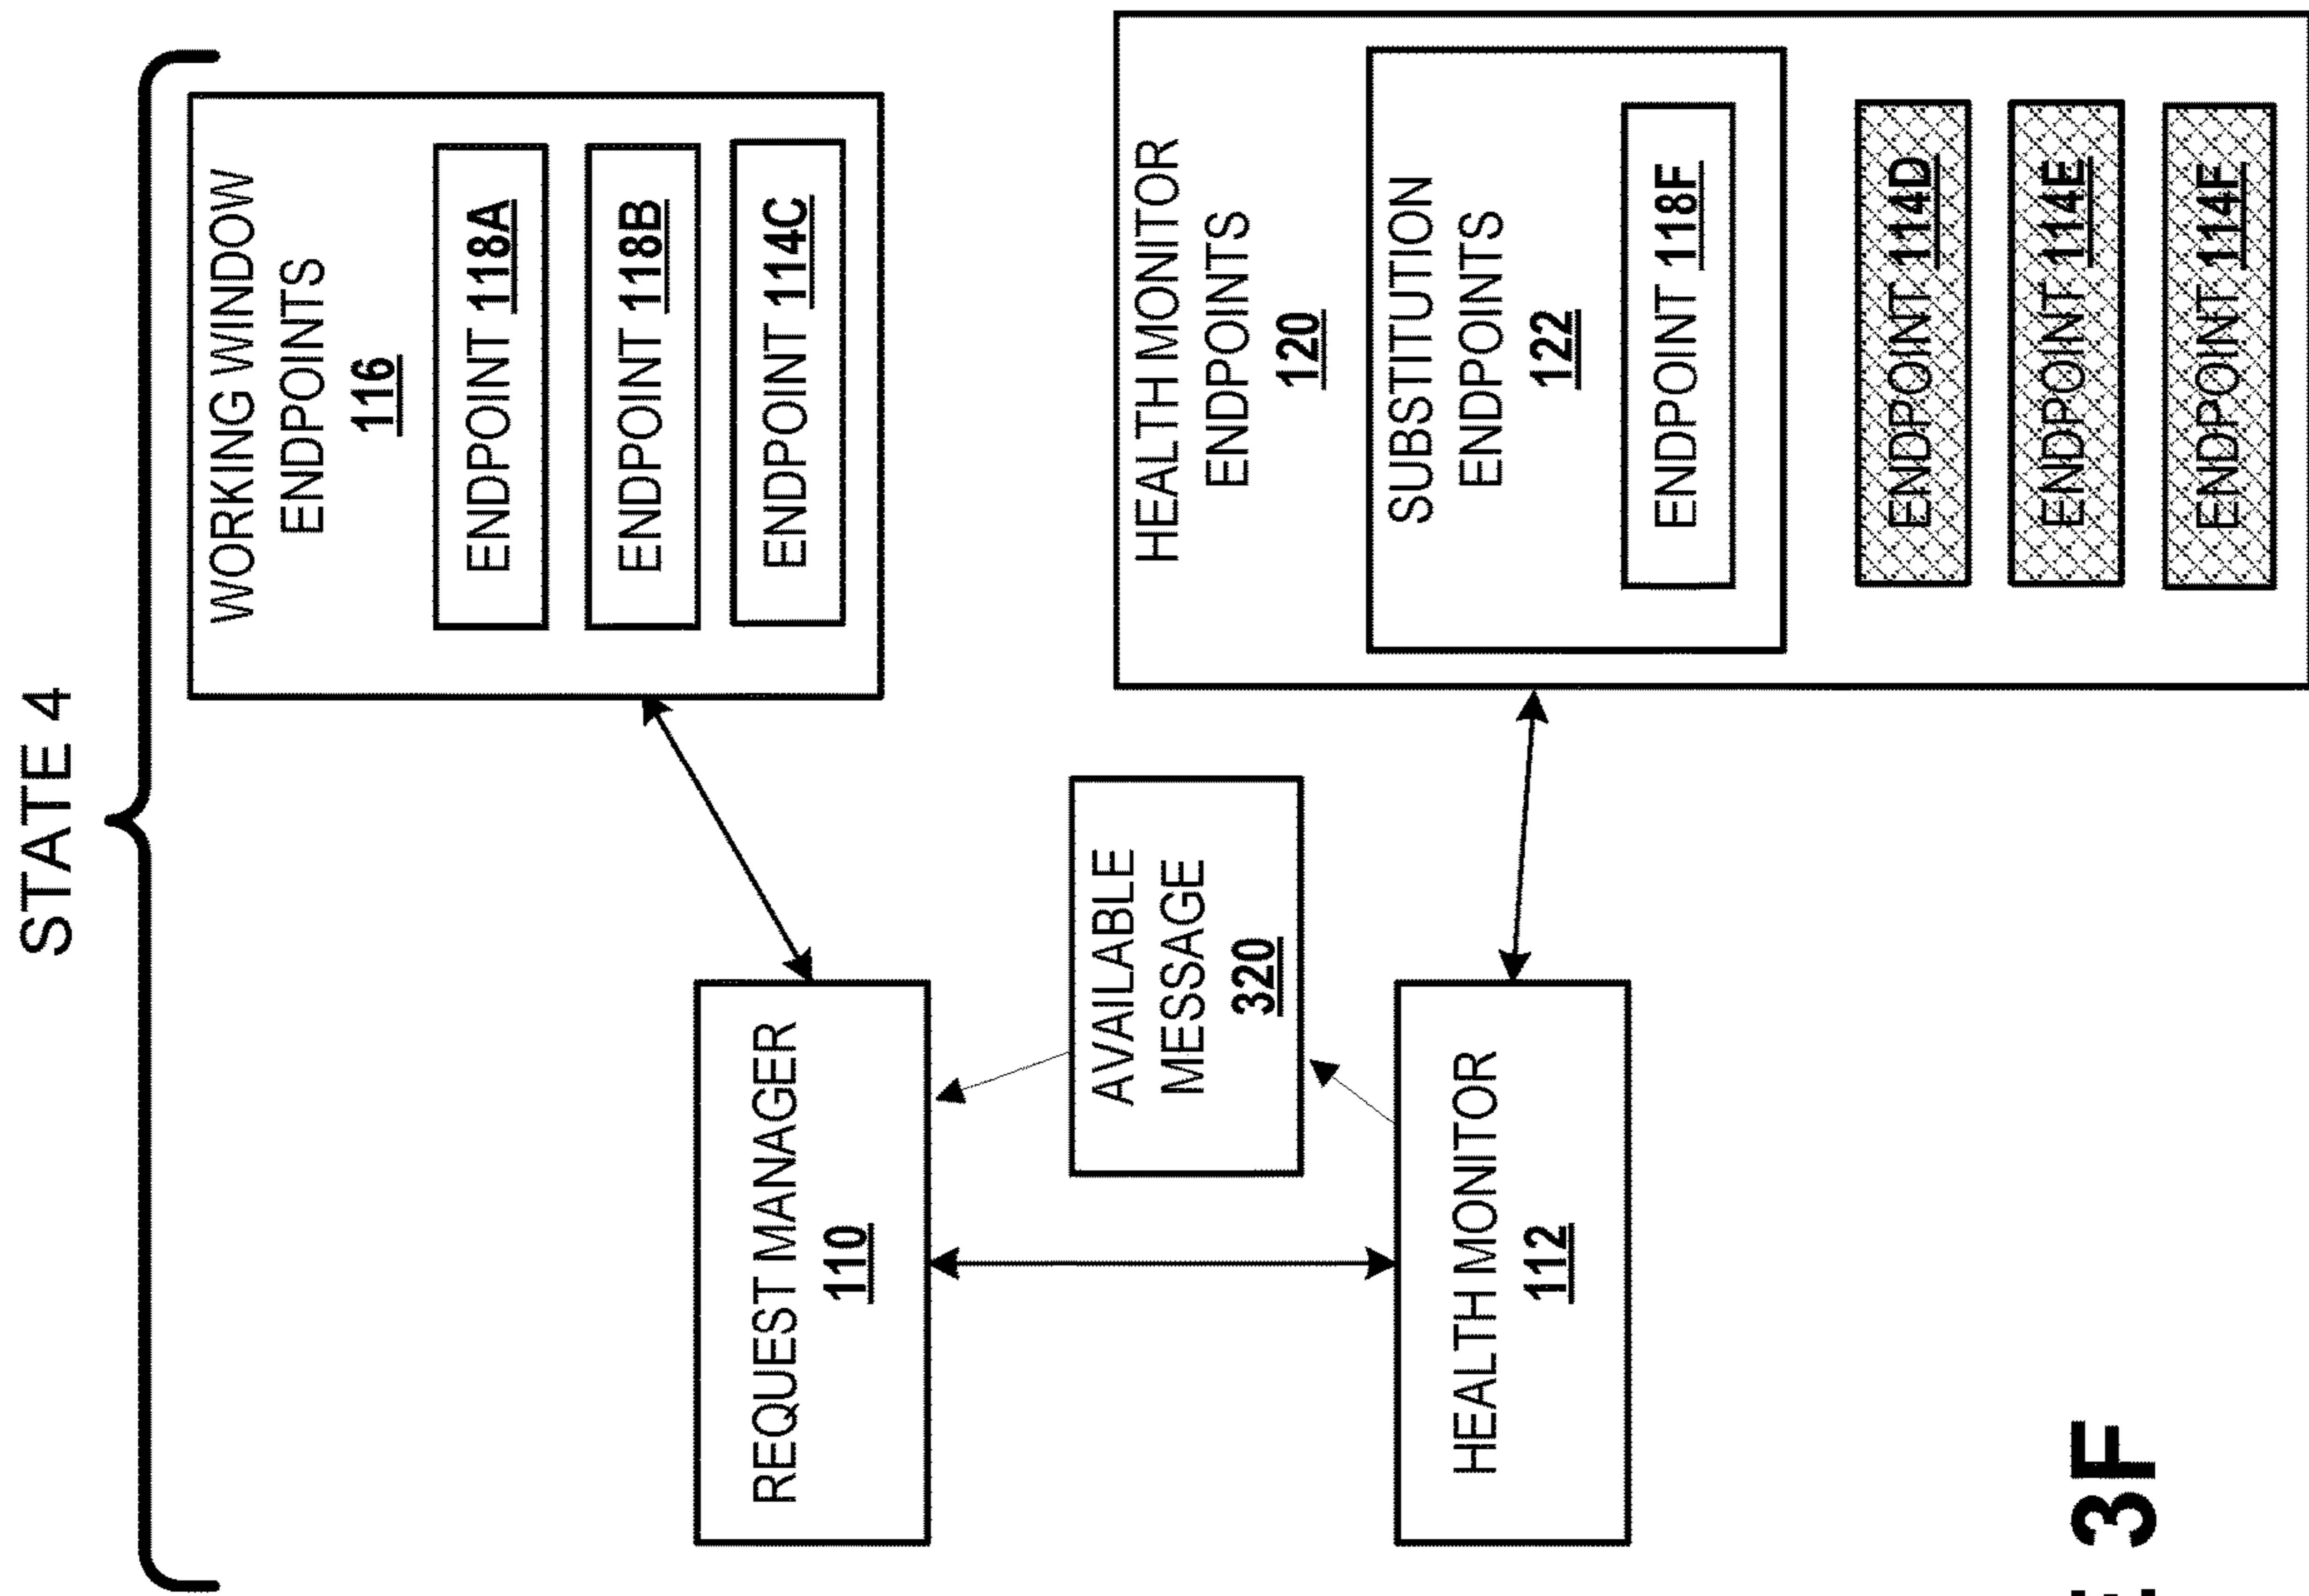 STATE 4
WORKING WINDOW
ENDPOINTS
116
ENDPOINT 118A
ENDPOINT 118B
ENDPOINT 114C
REQUEST MANAGER
110
AVAILABLE
MESSAGE
320
HEALTH MONITOR
112
HEALTH MONITOR
ENDPOINTS
120
SUBSTITUTION
ENDPOINTS
122
ENDPOINT 118F
ENDPOINT 114D
ENDPOINT 114E
ENDPOINT 114F
3F